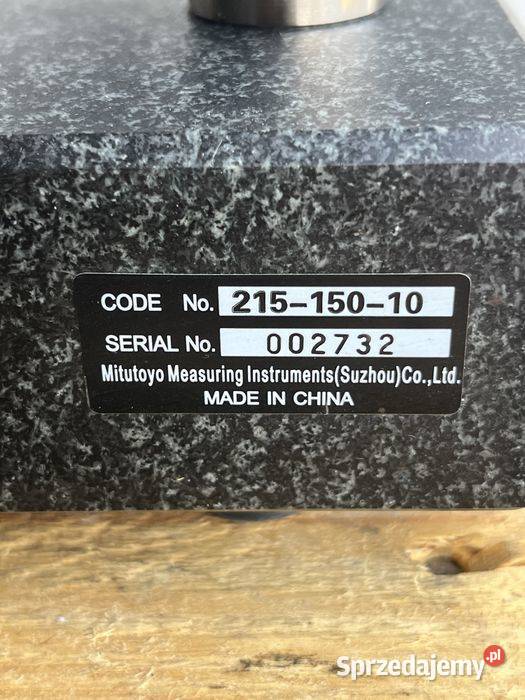 CODE No. 215-150-10
SERIAL No. 002732
Mitutoyo Measuring Instruments(Suzhou)Co.,Ltd.
MADE IN CHINA
Sprzedajemy.pl